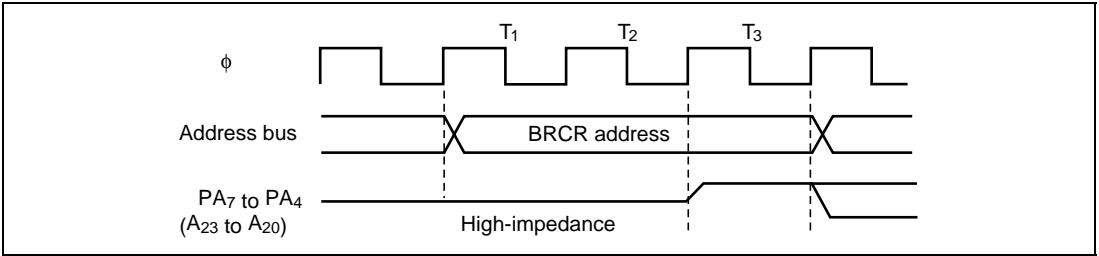 T1 T2 T3
φ
Address bus BRCR address
PA7 to PA4
(A23 to A20) High-impedance